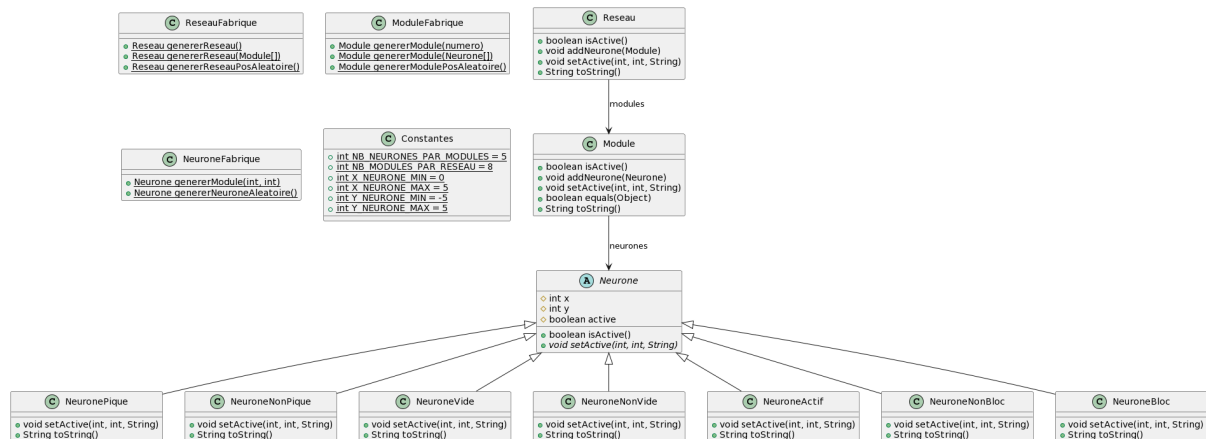 C ReseauFabrique
Reseau genererReseau()
Reseau genererReseau(Module[])
Reseau genererReseauPosAleatoire()
C ModuleFabrique
Module genererModule(numero)
Module genererModule(Neurone[])
Module genererModulePosAleatoire()
C Reseau
boolean isActive()
void addNeurone(Module)
void setActive(int, int, String)
String toString()
modules
C NeuroneFabrique
Neurone genererModule(int, int)
Neurone genererNeuroneAleatoire()
C Constantes
int NB_NEURONES_PAR_MODULES = 5
int NB_MODULES_PAR_RESEAU = 8
int X_NEURONE_MIN = 0
int X_NEURONE_MAX = 5
int Y_NEURONE_MIN = -5
int Y_NEURONE_MAX = 5
C Module
boolean isActive()
void addNeurone(Neurone)
void setActive(int, int, String)
boolean equals(Object)
String toString()
neurones
A Neurone
int x
int y
boolean active
boolean isActive()
void setActive(int, int, String)
C NeuronePique
void setActive(int, int, String)
String toString()
C NeuroneNonPique
void setActive(int, int, String)
String toString()
C NeuroneVide
void setActive(int, int, String)
String toString()
C NeuroneNonVide
void setActive(int, int, String)
String toString()
C NeuroneActif
void setActive(int, int, String)
String toString()
C NeuroneNonBloc
void setActive(int, int, String)
String toString()
C NeuroneBloc
void setActive(int, int, String)
String toString()